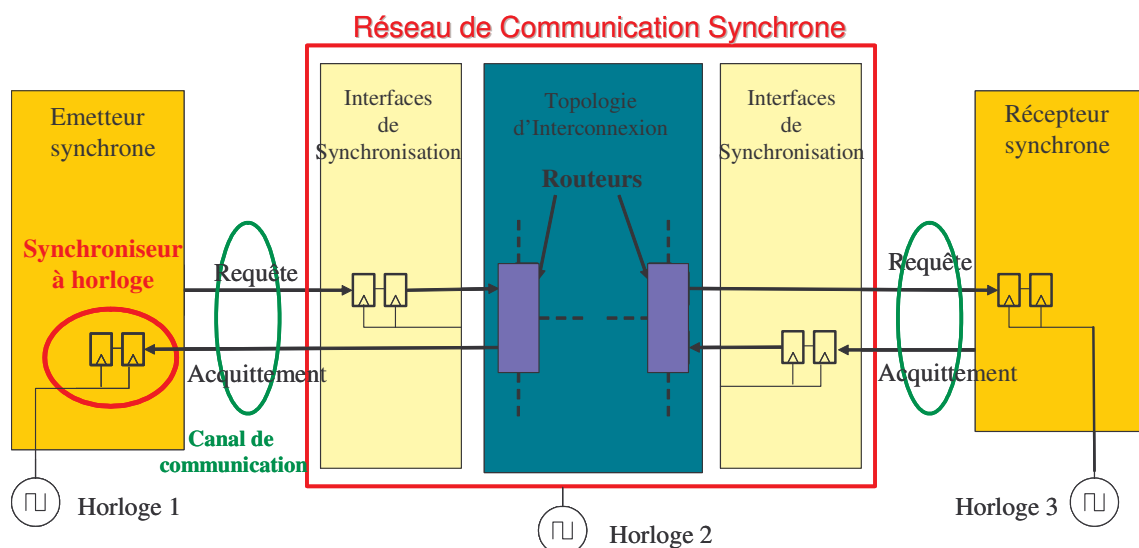 Réseau de Communication Synchrone
Emetteur
synchrone
Interfaces
de
Synchronisation
Topologie
d'Interconnexion
Interfaces
de
Synchronisation
Récepteur
synchrone
Routeurs
Synchroniseur
à horloge
Requête
Requête
Acquittement
Acquittement
Canal de
communication
Horloge 1
Horloge 2
Horloge 3